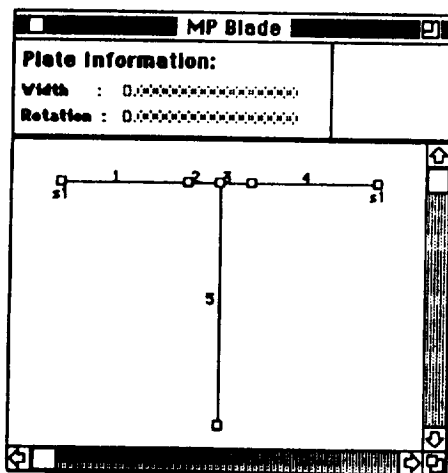 MP Blade
Plate Information:
Width : 0.
Rotation : 0.
1 2 3 4
s1 s1
5